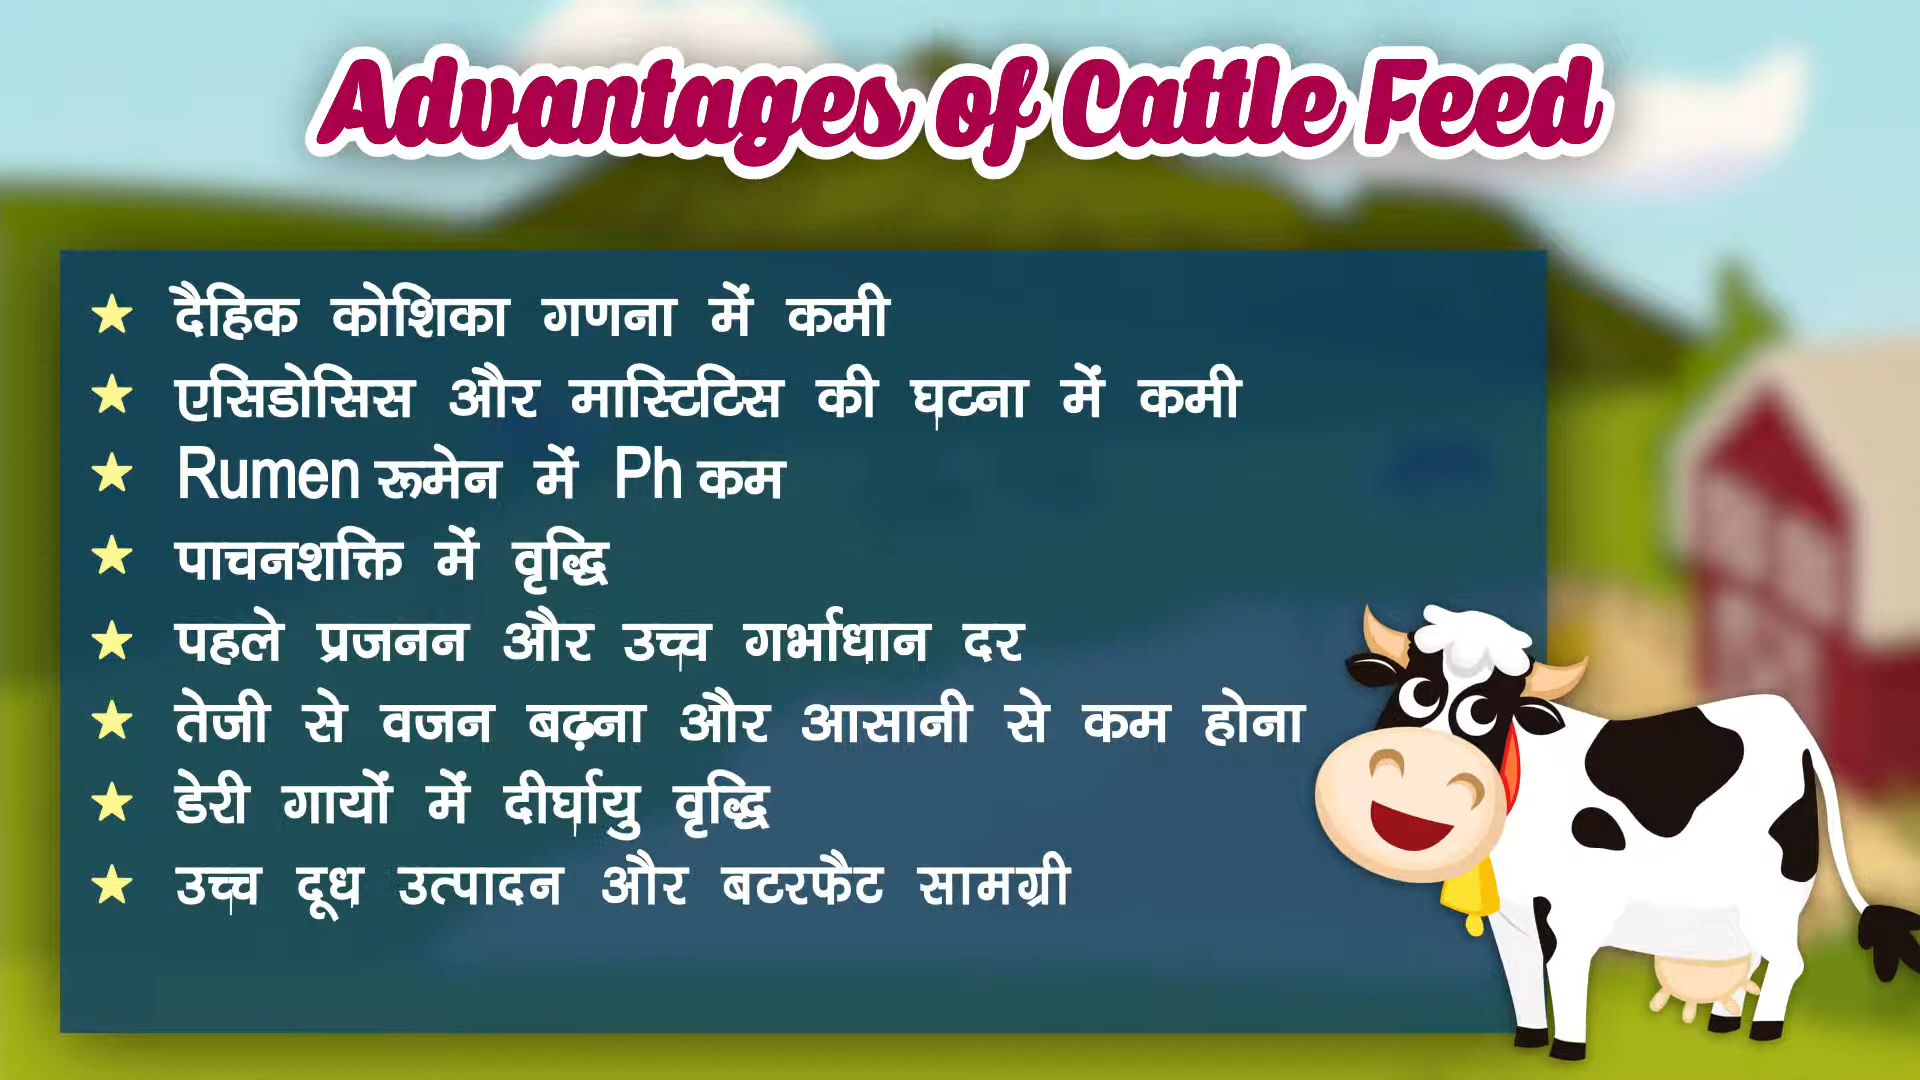 Advantages of Cattle Feed
दैहिक कोशिका गणना में कमी
एसिडोसिस और मास्टिटिस की घटना में कमी
Rumen रूमेन में Ph कम
पाचनशक्ति में वृद्धि
पहले प्रजनन और उच्च गर्भाधान दर
तेजी से वजन बढ़ना और आसानी से कम होना
डेरी गायों में दीर्घायु वृद्धि
उच्च दूध उत्पादन और बटरफैट सामग्री